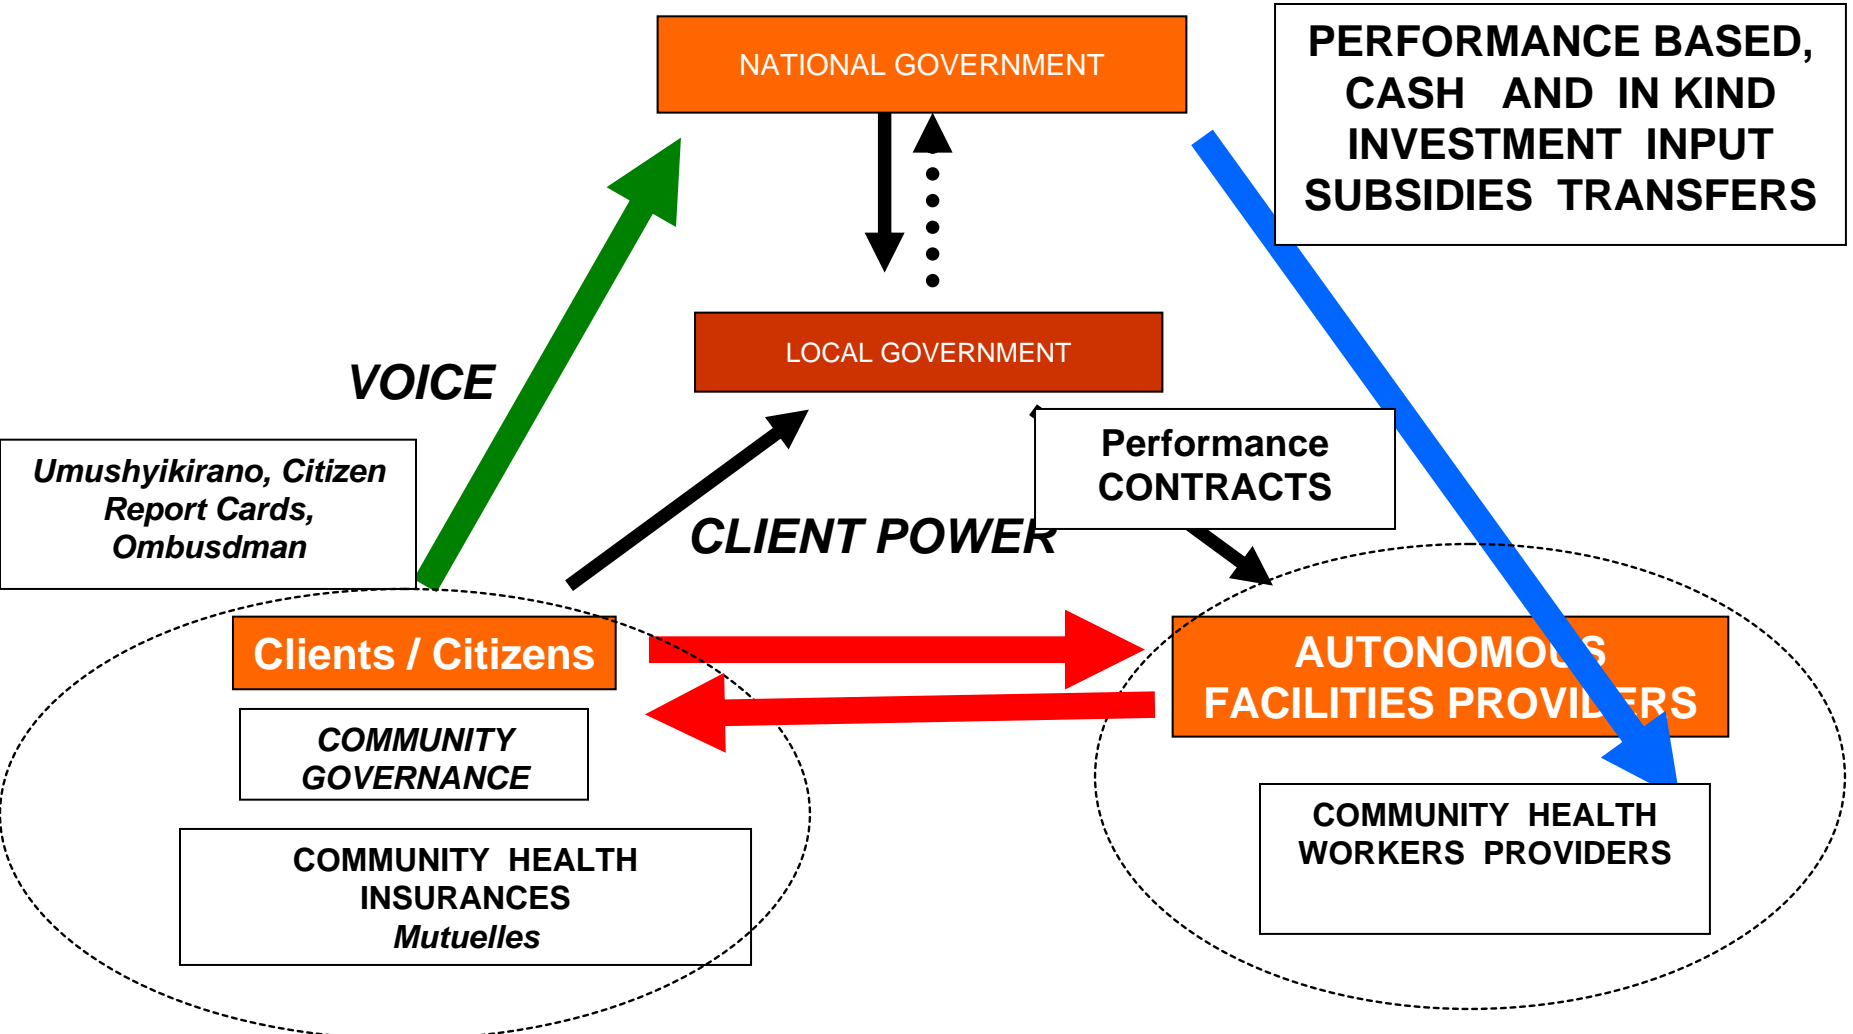 NATIONAL GOVERNMENT
PERFORMANCE BASED,
CASH AND IN KIND
INVESTMENT INPUT
SUBSIDIES TRANSFERS
LOCAL GOVERNMENT
VOICE
Umushyikirano, Citizen
Report Cards,
Ombusdman
Performance
CONTRACTS
CLIENT POWER
Clients / Citizens
AUTONOMOUS
FACILITIES PROVIDERS
COMMUNITY
GOVERNANCE
COMMUNITY HEALTH
WORKERS PROVIDERS
COMMUNITY HEALTH
INSURANCES
Mutuelles